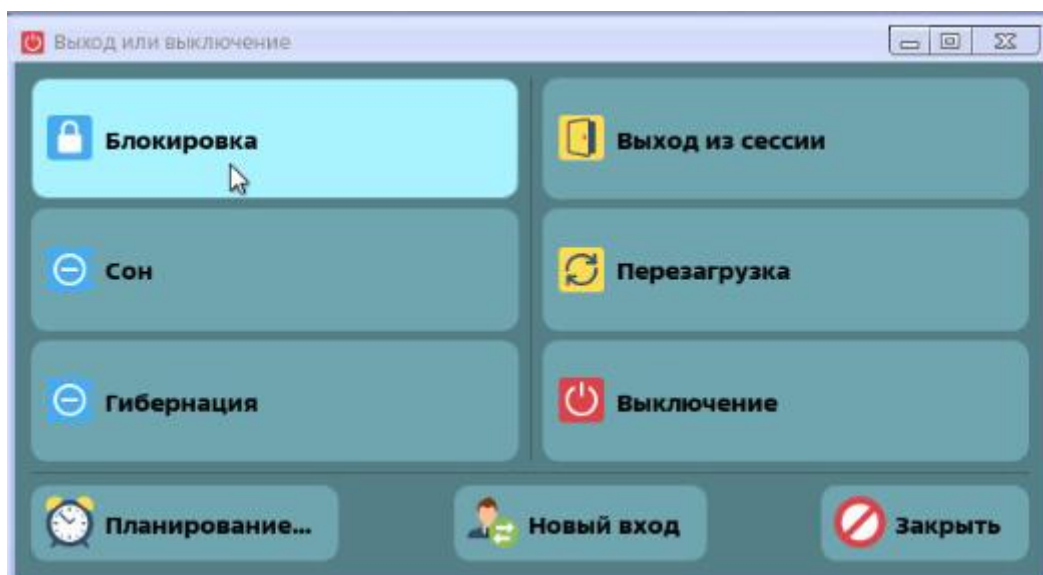 Выход или выключение
Блокировка
Выход из сессии
Сон
Перезагрузка
Гибернация
Выключение
Планирование...
Новый вход
Закрыть